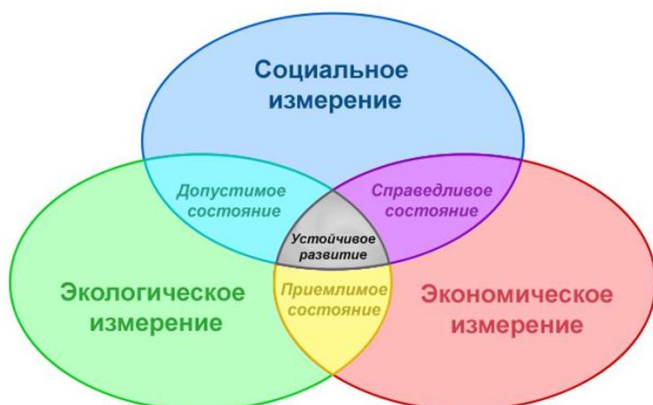 Социальное
измерение
Допустимое
состояние
Справедливое
состояние
Устойчивое
развитие
Экологическое
измерение
Приемлимое
состояние
Экономическое
измерение